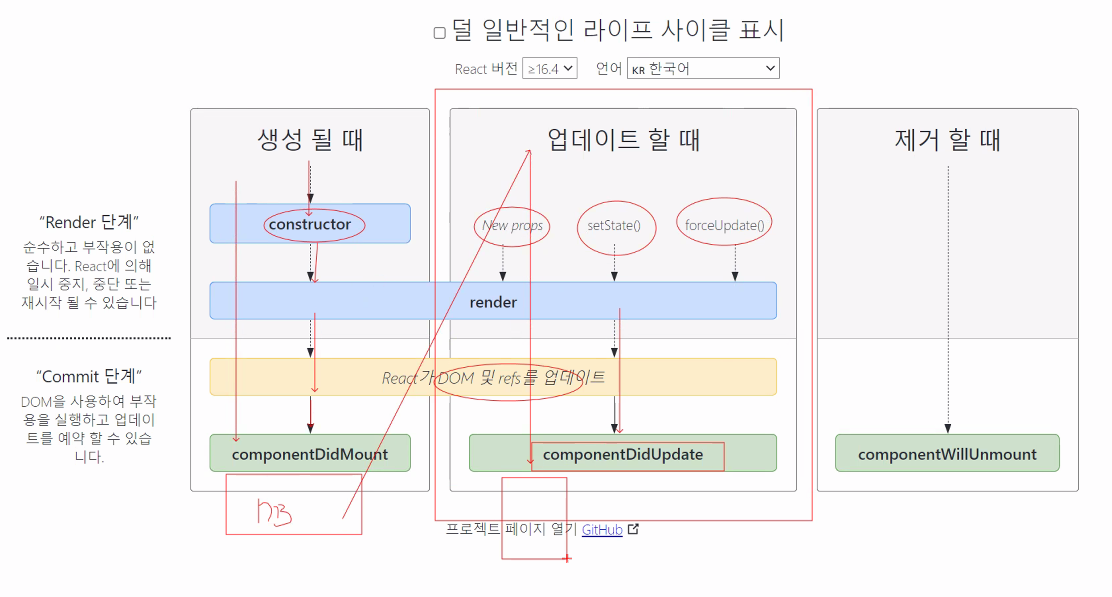 덜 일반적인 라이프 사이클 표시
React 버전 ≥16.4 언어 KR 한국어
생성 될 때
업데이트 할 때
제거 할 때
“Render 단계”
순수하고 부작용이 없
습니다. React에 의해
일시 중지, 중단 또는
재시작 될 수 있습니다
constructor
New props
setState()
forceUpdate()
render
“Commit 단계”
DOM을 사용하여 부작
용을 실행하고 업데이
트를 예약 할 수 있습
니다.
React가 DOM 및 refs를 업데이트
componentDidMount
componentDidUpdate
componentWillUnmount
프로젝트 페이지 열기 GitHub